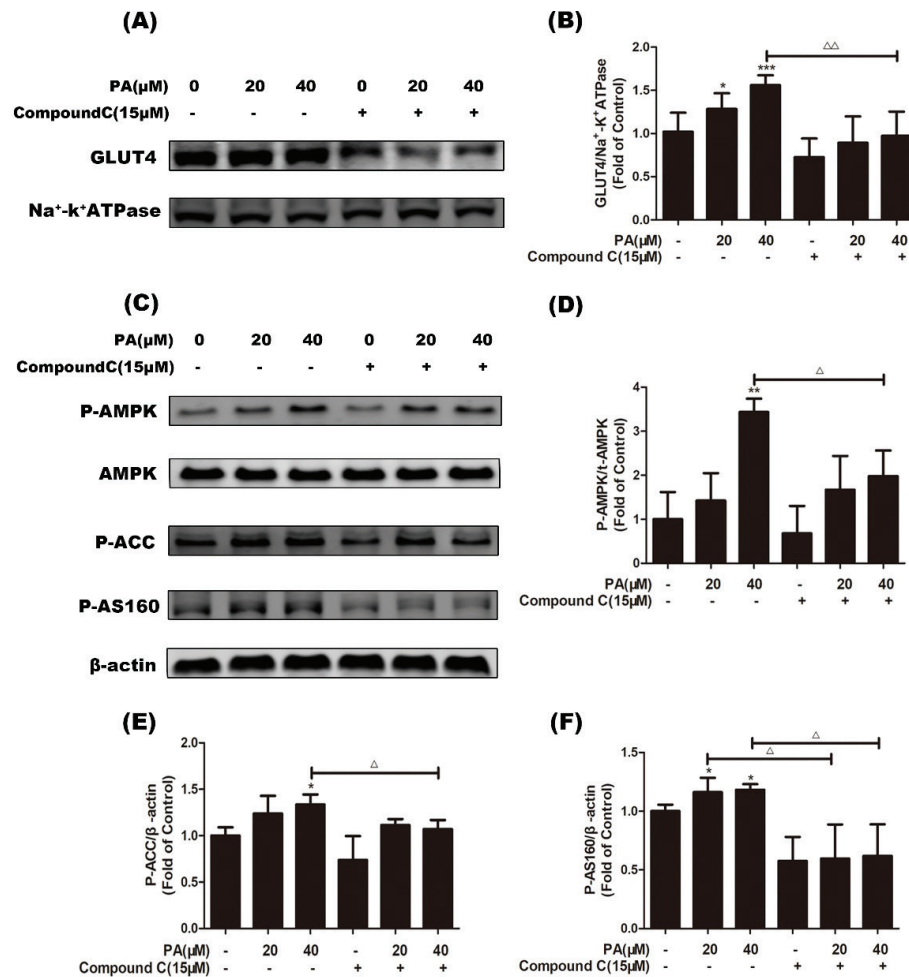 (A)
PA(μM) 0 20 40 0 20 40
CompoundC(15μM) - - - + + +
GLUT4
Na⁺-k⁺ATPase
(B)
GLUT4/Na⁺-K⁺ATPase
(Fold of Control)
2.0
1.5
1.0
0.5
0.0
* *** △△
PA(μM) - 20 40 - 20 40
Compound C(15μM) - - - + + +
(C)
PA(μM) 0 20 40 0 20 40
CompoundC(15μM) - - - + + +
P-AMPK
AMPK
P-ACC
P-AS160
β-actin
(D)
P-AMPK/t-AMPK
(Fold of Control)
4
3
2
1
0
** △
PA(μM) - 20 40 - 20 40
Compound C(15μM) - - - + + +
(E)
P-ACC/β -actin
(Fold of Control)
2.0
1.5
1.0
0.5
0.0
* △
PA(μM) - 20 40 - 20 40
Compound C(15μM) - - - + + +
(F)
P-AS160/β -actin
(Fold of Control)
1.5
1.0
0.5
0.0
* * △ △
PA(μM) - 20 40 - 20 40
Compound C(15μM) - - - + + +